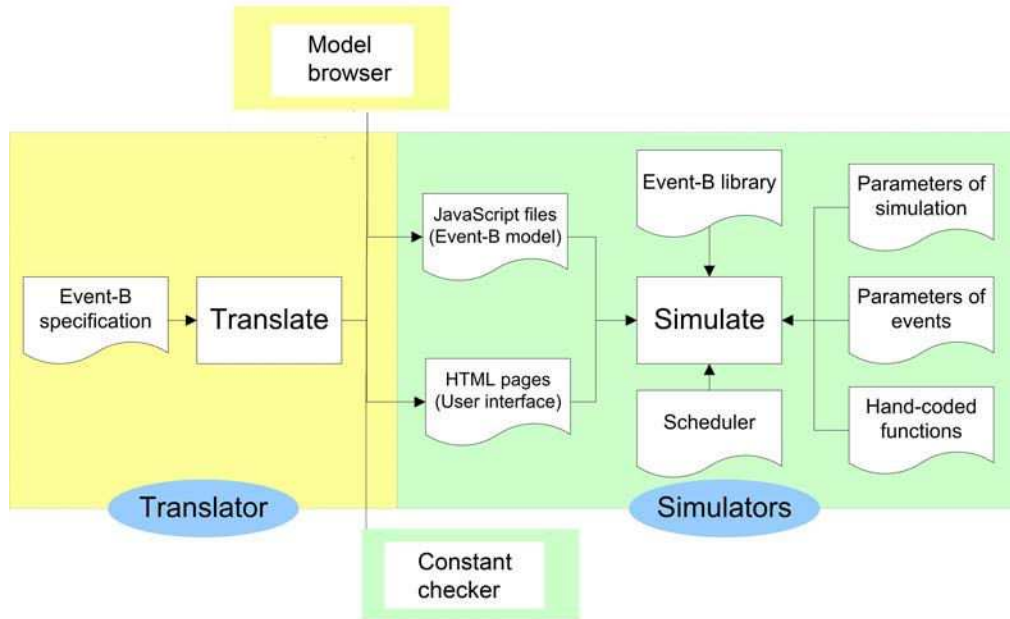 Model
browser
Event-B
specification
Translate
Translator
JavaScript files
(Event-B model)
HTML pages
(User interface)
Event-B library
Simulate
Scheduler
Parameters of
simulation
Parameters of
events
Hand-coded
functions
Simulators
Constant
checker